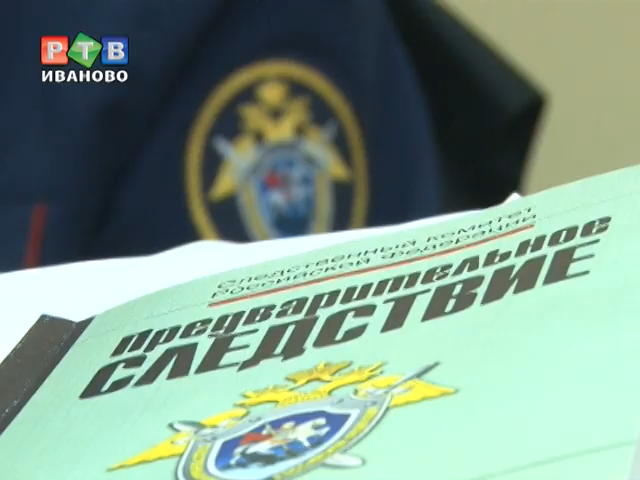 РТВ
ИВАНОВО
Следственный комитет
Российской Федерации
Предварительное
СЛЕДСТВИЕ